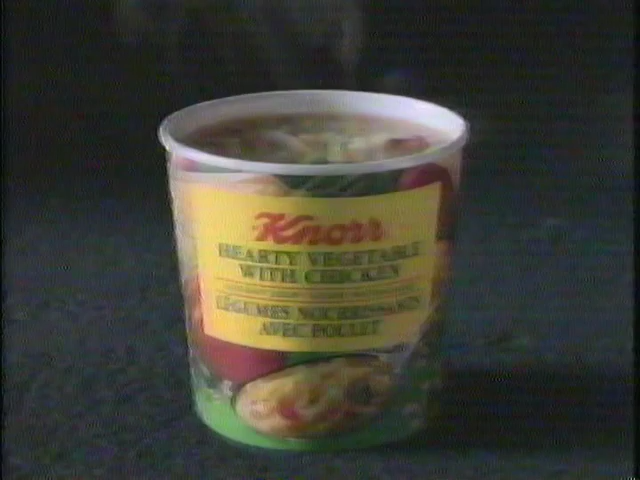 Knorr
HEARTY VEGETABLE
WITH CHICKEN
LÉGUMES NOURRISSANTS
AVEC POULET